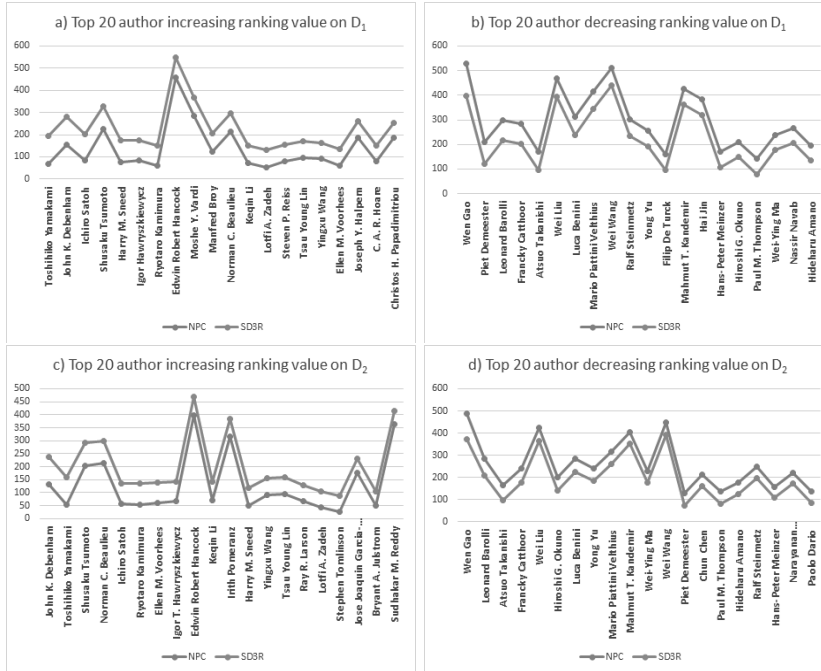 a) Top 20 author increasing ranking value on D1
600
500
400
300
200
100
0
Toshihiko Yamakami
John K. Debenham
Ichiro Satoh
Shusaku Tsumoto
Harry M. Sneed
Igor Hawryszkiewycz
Ryotaro Kamimura
Edwin Robert Hancock
Moshe Y. Vardi
Manfred Broy
Norman C. Beaulieu
Keqin Li
Lotfi A. Zadeh
Steven P. Reiss
Tsau Young Lin
Yingxu Wang
Ellen M. Voorhees
Joseph Y. Halpern
C. A. R. Hoare
Christos H. Papadimitriou
NPC SD3R
b) Top 20 author decreasing ranking value on D1
600
500
400
300
200
100
0
Wen Gao
Piet Demeester
Leonard Barolli
Francky Catthoor
Atsuo Takanishi
Wei Liu
Luca Benini
Mario Piattini Velthius
Wei Wang
Ralf Steinmetz
Yong Yu
Filip De Turck
Mahmut T. Kandemir
Hai Jin
Hans-Peter Meinzer
Hiroshi G. Okuno
Paul M. Thompson
Wei-Ying Ma
Nassir Navab
Hideharu Amano
NPC SD3R
c) Top 20 author increasing ranking value on D2
500
450
400
350
300
250
200
150
100
50
0
John K. Debenham
Toshihiko Yamakami
Shusaku Tsumoto
Norman C. Beaulieu
Ichiro Satoh
Ryotaro Kamimura
Ellen M. Voorhees
Igor T. Hawryszkiewycz
Edwin Robert Hancock
Keqin Li
Irith Pomeranz
Harry M. Sneed
Yingxu Wang
Tsau Young Lin
Ray R. Larson
Lotfi A. Zadeh
Stephen Tomlinson
Jose Joaquin Garcia-…
Bryant A. Julstrom
Sudhakar M. Reddy
NPC SD3R
d) Top 20 author decreasing ranking value on D2
600
500
400
300
200
100
0
Wen Gao
Leonard Barolli
Atsuo Takanishi
Francky Catthoor
Wei Liu
Hiroshi G. Okuno
Luca Benini
Yong Yu
Mario Piattini Velthius
Mahmut T. Kandemir
Wei-Ying Ma
Wei Wang
Piet Demeester
Chun Chen
Paul M. Thompson
Hideharu Amano
Ralf Steinmetz
Hans-Peter Meinzer
Narayanan…
Paolo Dario
NPC SD3R